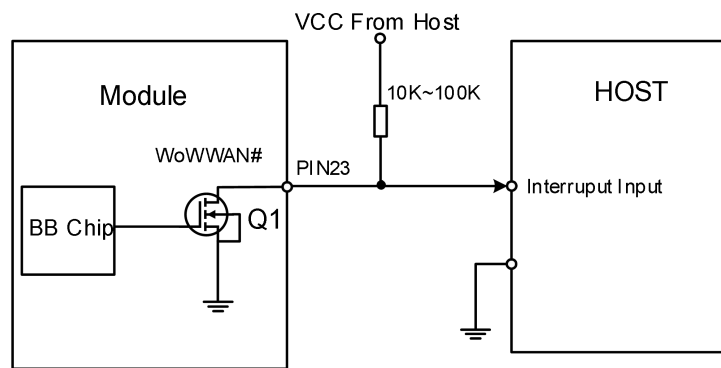 VCC From Host
Module
10K~100K
HOST
WoWWAN#
PIN23
Interruput Input
BB Chip
Q1